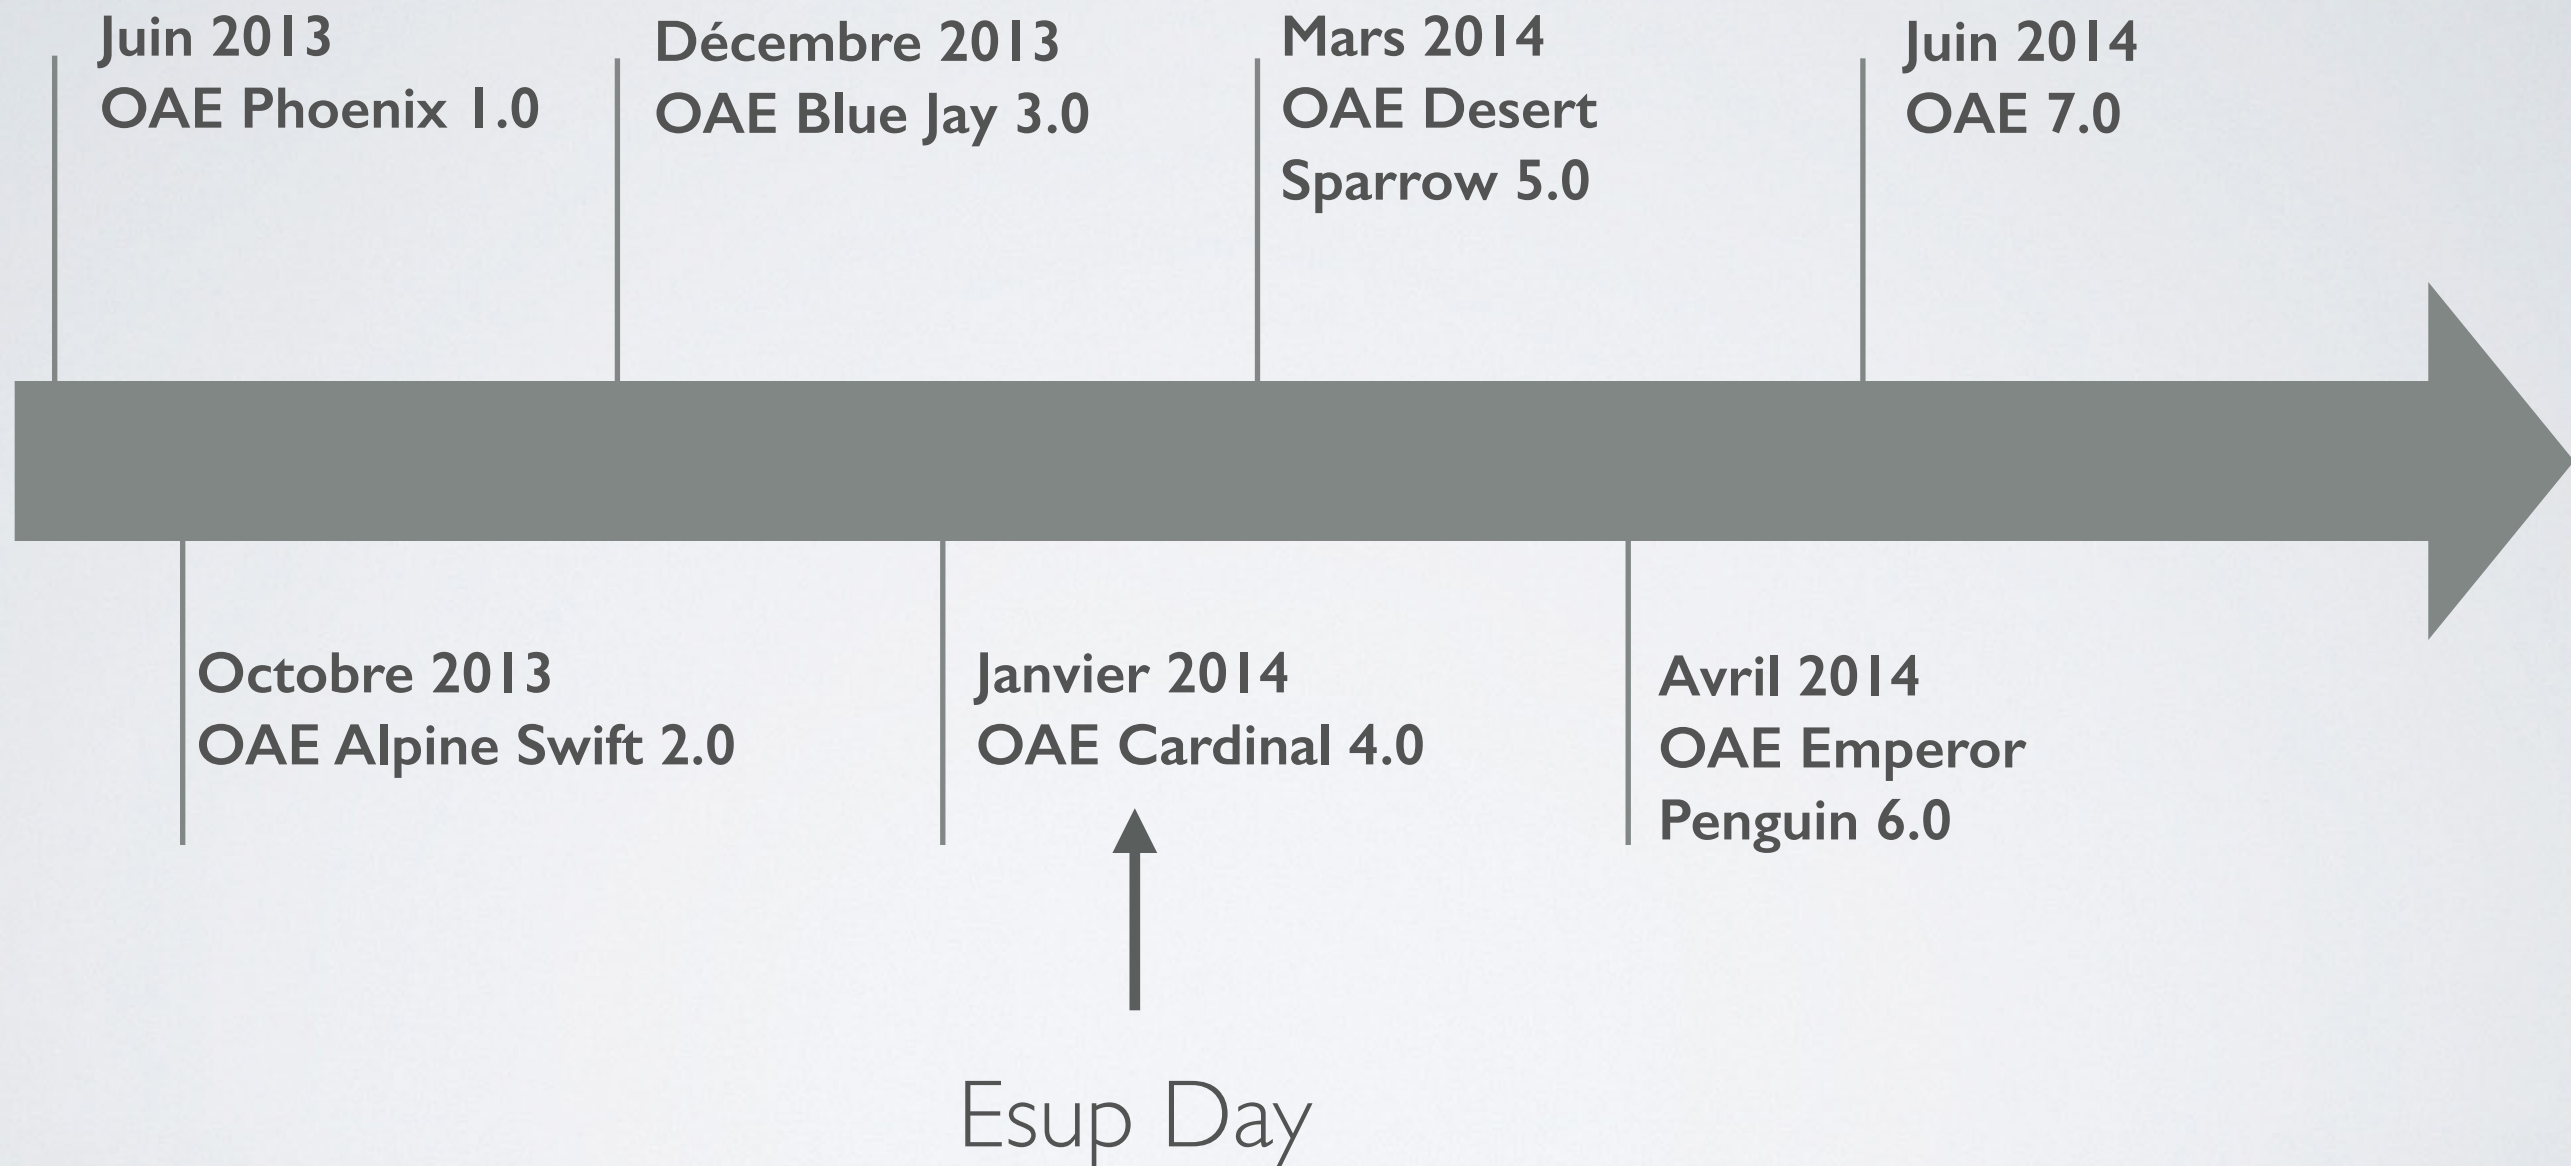 Juin 2013
OAE Phoenix 1.0
Décembre 2013
OAE Blue Jay 3.0
Mars 2014
OAE Desert
Sparrow 5.0
Juin 2014
OAE 7.0
Octobre 2013
OAE Alpine Swift 2.0
Janvier 2014
OAE Cardinal 4.0
Avril 2014
OAE Emperor
Penguin 6.0
Esup Day